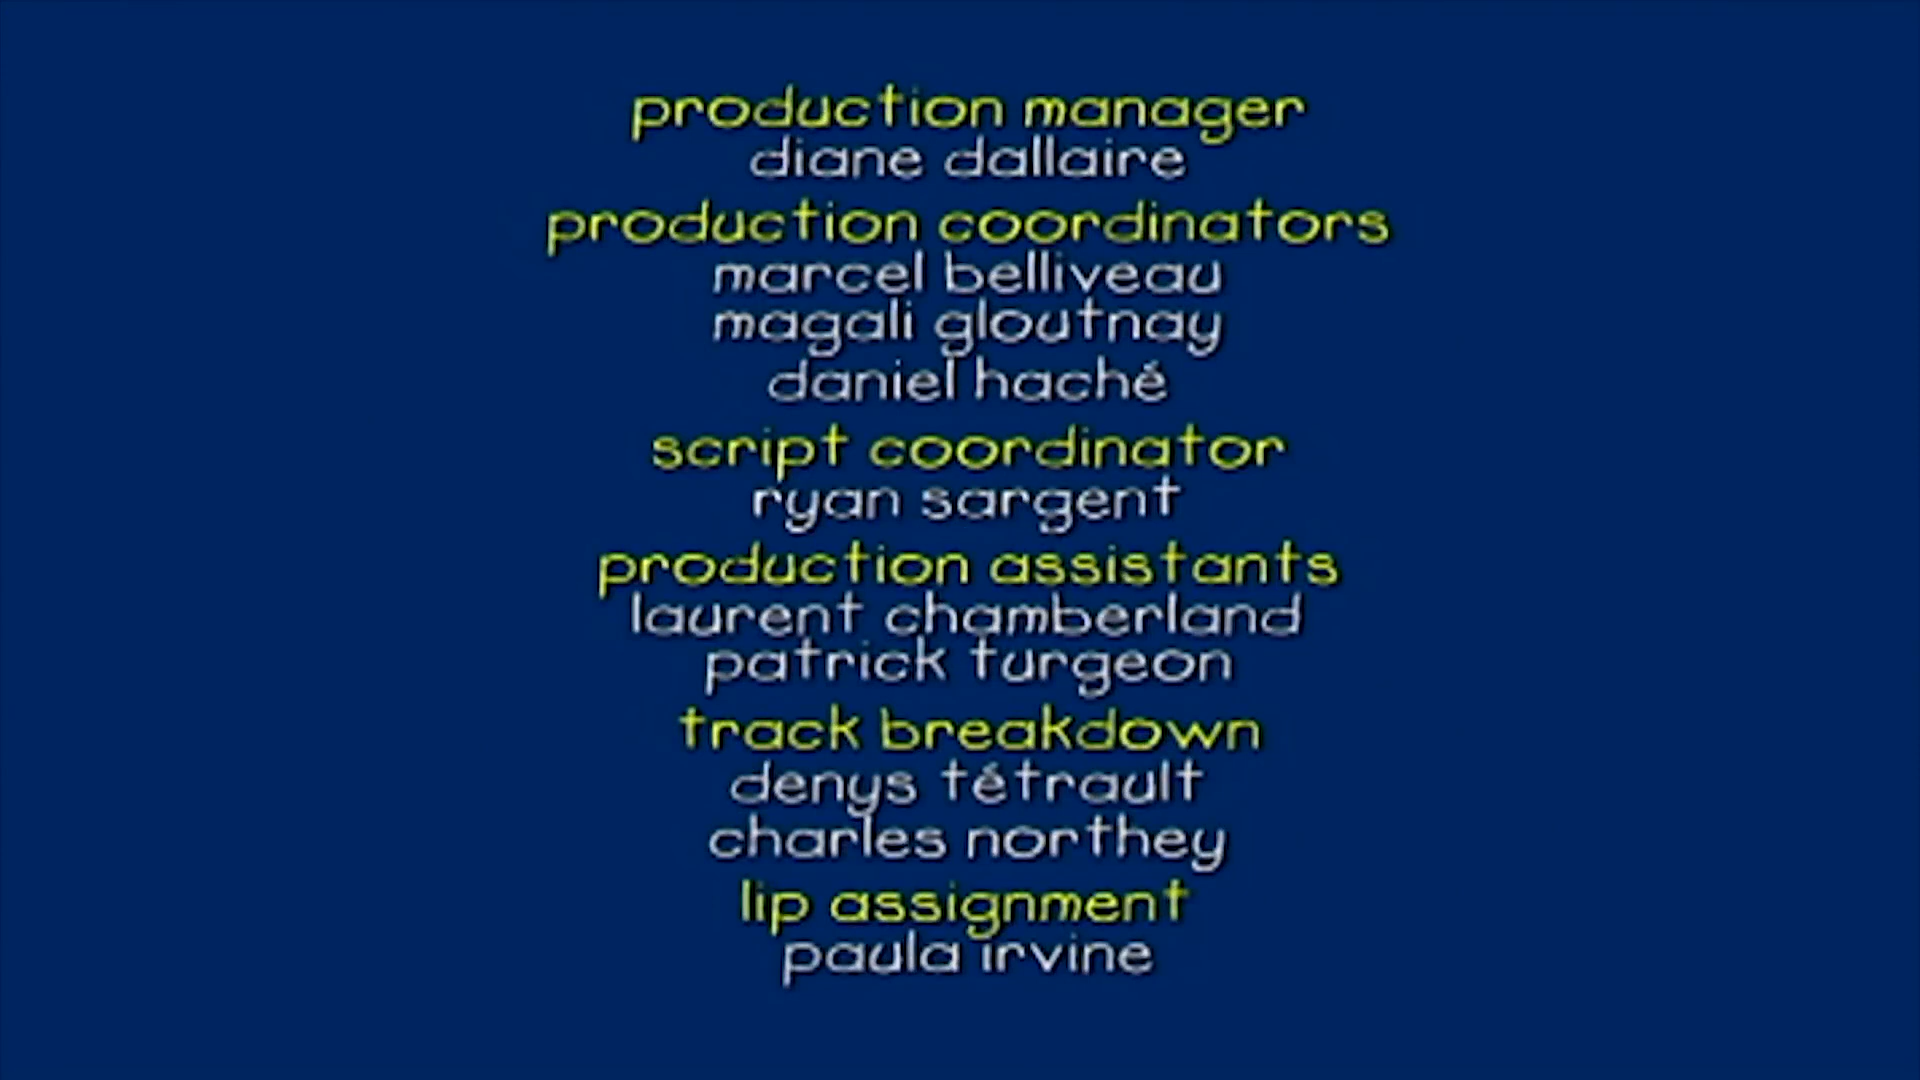 production manager
diane dallaire
production coordinators
marcel belliveau
magali gloutnay
daniel haché
script coordinator
ryan sargent
production assistants
laurent chamberland
patrick turgeon
track breakdown
denys tétrault
charles northey
lip assignment
paula irvine